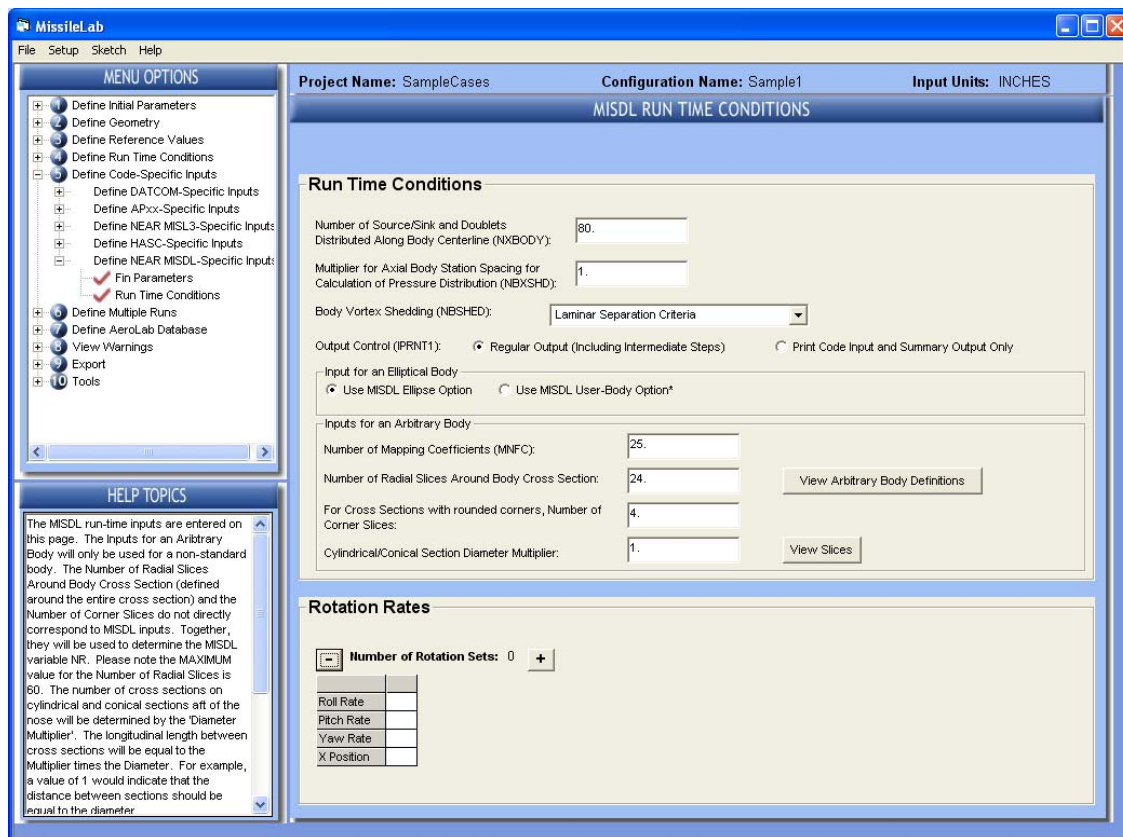 MissileLab
File Setup Sketch Help
MENU OPTIONS
1 Define Initial Parameters
2 Define Geometry
3 Define Reference Values
4 Define Run Time Conditions
5 Define Code-Specific Inputs
Define DATCOM-Specific Inputs
Define APxx-Specific Inputs
Define NEAR MISL3-Specific Inputs
Define HASC-Specific Inputs
Define NEAR MISDL-Specific Inputs
Fin Parameters
Run Time Conditions
6 Define Multiple Runs
7 Define AeroLab Database
8 View Warnings
9 Export
10 Tools
HELP TOPICS
The MISDL run-time inputs are entered on
this page. The Inputs for an Aribtrary
Body will only be used for a non-standard
body. The Number of Radial Slices
Around Body Cross Section (defined
around the entire cross section) and the
Number of Corner Slices do not directly
correspond to MISDL inputs. Together,
they will be used to determine the MISDL
variable NR. Please note the MAXIMUM
value for the Number of Radial Slices is
60. The number of cross sections on
cylindrical and conical sections aft of the
nose will be determined by the 'Diameter
Multiplier'. The longitudinal length between
cross sections will be equal to the
Multiplier times the Diameter. For example,
a value of 1 would indicate that the
distance between sections should be
equal to the diameter
Project Name: SampleCases Configuration Name: Sample1 Input Units: INCHES
MISDL RUN TIME CONDITIONS
Run Time Conditions
Number of Source/Sink and Doublets
Distributed Along Body Centerline (NXBODY): 80.
Multiplier for Axial Body Station Spacing for
Calculation of Pressure Distribution (NBXSHD): 1.
Body Vortex Shedding (NBSHED): Laminar Separation Criteria
Output Control (IPRNT1): Regular Output (Including Intermediate Steps) Print Code Input and Summary Output Only
Input for an Elliptical Body
Use MISDL Ellipse Option Use MISDL User-Body Option*
Inputs for an Arbitrary Body
Number of Mapping Coefficients (MNFC): 25.
Number of Radial Slices Around Body Cross Section: 24. View Arbitrary Body Definitions
For Cross Sections with rounded corners, Number of
Corner Slices: 4.
Cylindrical/Conical Section Diameter Multiplier: 1. View Slices
Rotation Rates
- Number of Rotation Sets: 0 +
Roll Rate
Pitch Rate
Yaw Rate
X Position